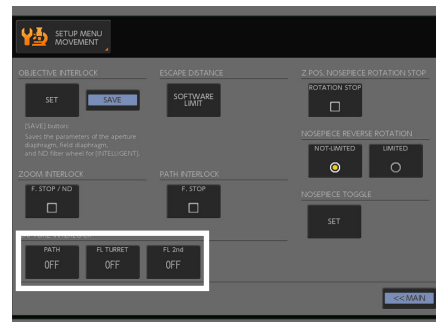 SETUP MENU
MOVEMENT
OBJECTIVE INTERLOCK
SET
SAVE
[SAVE] button:
Saves the parameters of the aperture
diaphragm, field diaphragm,
and ND filter wheel for [INTELLIGENT].
ESCAPE DISTANCE
SOFTWARE
LIMIT
Z POS. NOSEPIECE ROTATION STOP
ROTATION STOP
NOSEPIECE REVERSE ROTATION
NOT-LIMITED
LIMITED
ZOOM INTERLOCK
F. STOP / ND
PATH INTERLOCK
F. STOP
NOSEPIECE TOGGLE
SET
PATH
OFF
FL TURRET
OFF
FL 2nd
OFF
<< MAIN